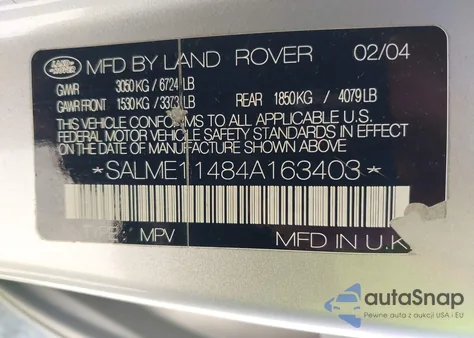 LAND ROVER
MFD BY LAND ROVER 02/04
GVWR 3050 KG / 6724 LB
GAWR FRONT 1530 KG / 3373 LB REAR 1850 KG / 4079 LB
THIS VEHICLE CONFORMS TO ALL APPLICABLE U.S.
FEDERAL MOTOR VEHICLE SAFETY STANDARDS IN EFFECT
ON THE DATE OF MANUFACTURE SHOWN ABOVE
*SALME11484A163403*
TYPE MPV MFD IN U.K
autaSnap
Pewne auta z aukcji USA i EU